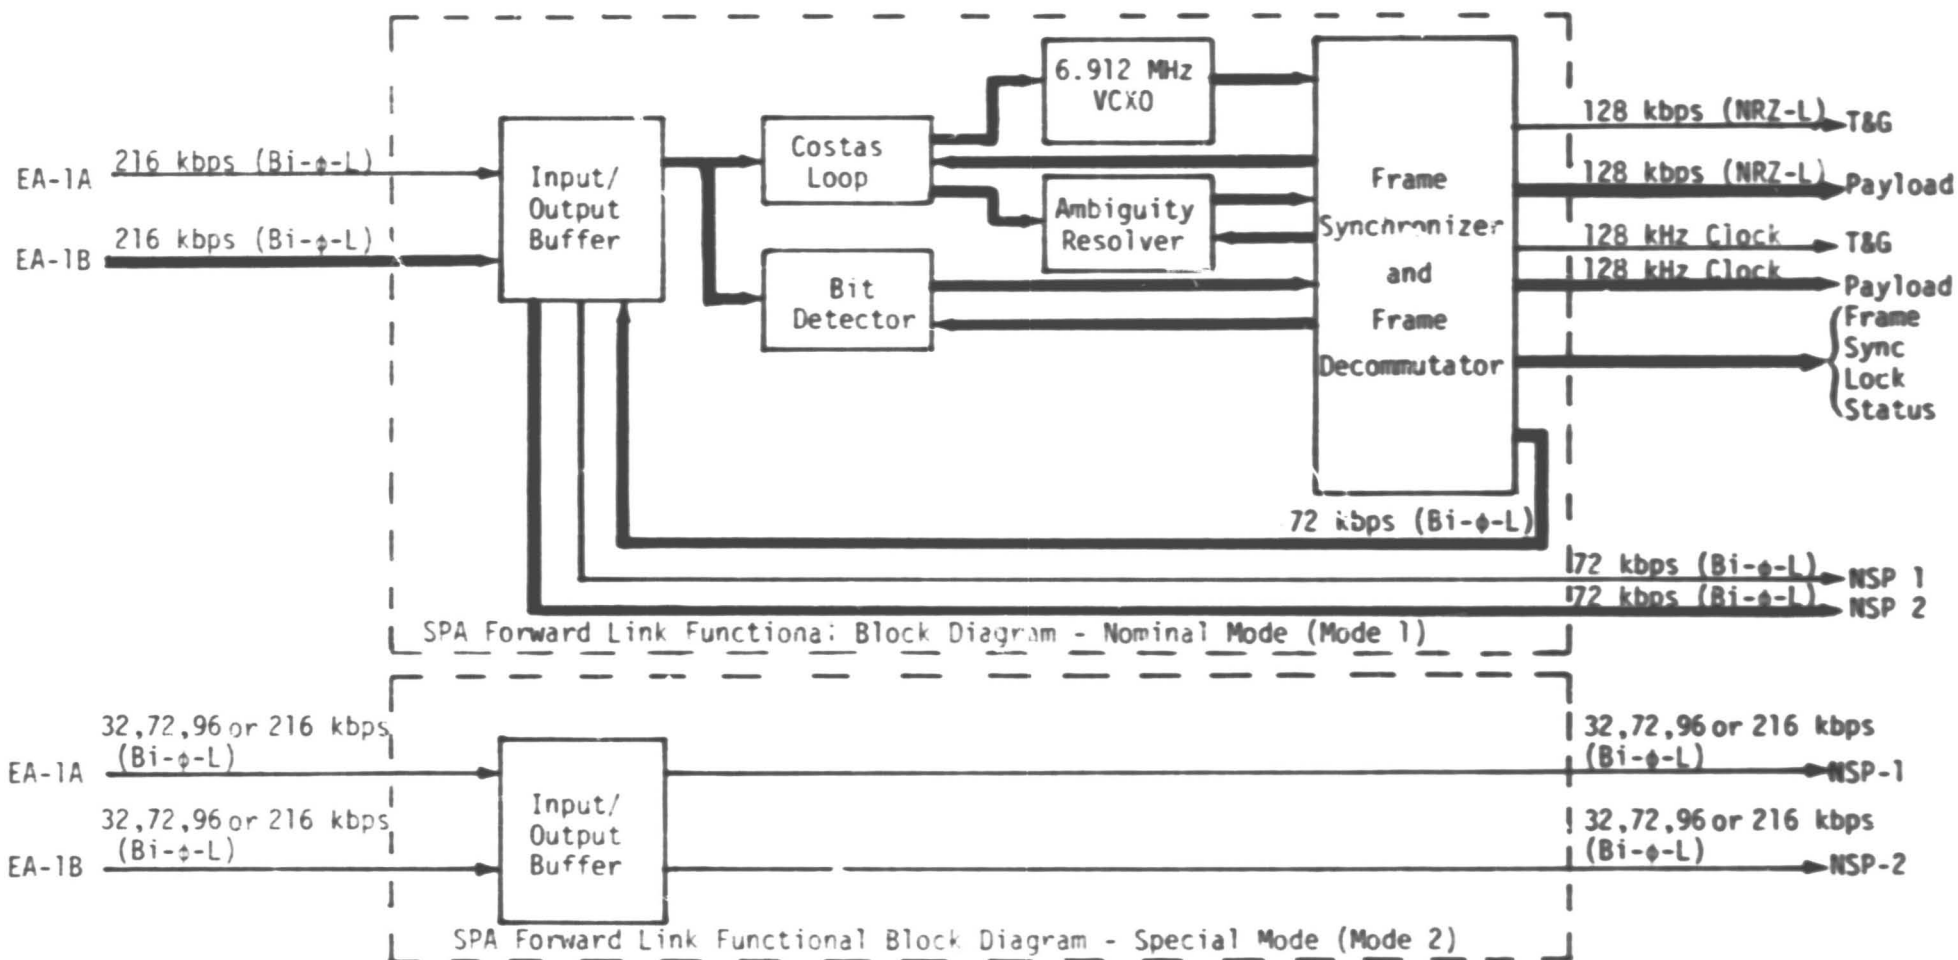 6.912 MHz
VCXO
EA-1A
216 kbps (Bi-φ-L)
EA-1B
216 kbps (Bi-φ-L)
Input/
Output
Buffer
Costas
Loop
Ambiguity
Resolver
Bit
Detector
Frame
Synchronizer
and
Frame
Decommutator
128 kbps (NRZ-L)
T&G
128 kbps (NRZ-L)
Payload
128 kHz Clock
T&G
128 kHz Clock
Payload
Frame
Sync
Lock
Status
72 kbps (Bi-φ-L)
72 kbps (Bi-φ-L)
NSP 1
72 kbps (Bi-φ-L)
NSP 2
SPA Forward Link Functional Block Diagram - Nominal Mode (Mode 1)
32,72,96 or 216 kbps
(Bi-φ-L)
EA-1A
32,72,96 or 216 kbps
(Bi-φ-L)
EA-1B
Input/
Output
Buffer
32,72,96 or 216 kbps
(Bi-φ-L)
NSP-1
32,72,96 or 216 kbps
(Bi-φ-L)
NSP-2
SPA Forward Link Functional Block Diagram - Special Mode (Mode 2)